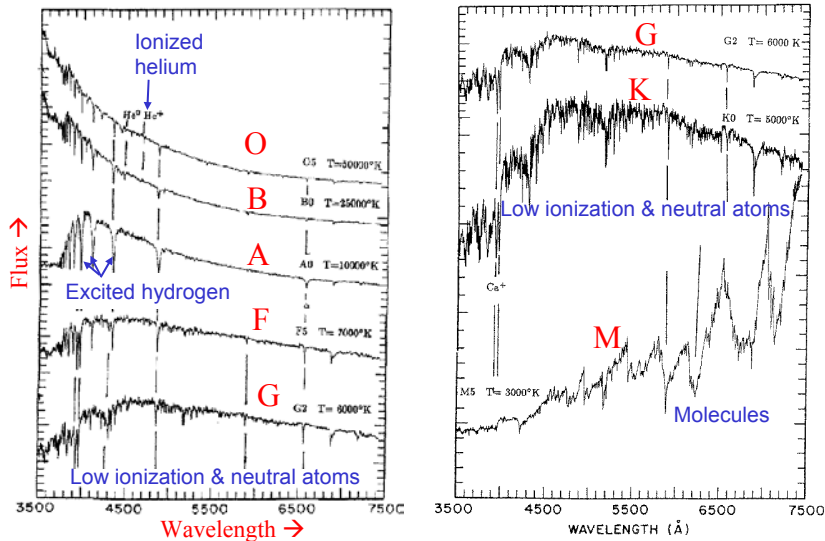 Ionized
helium
He⁰ He⁺
O
O5 T=50000°K
B
B0 T=25000°K
A
A0 T=10000°K
Excited hydrogen
F
F5 T= 7000°K
G
G2 T= 6000°K
Low ionization & neutral atoms
Flux →
3500 4500 5500 6500 7500
Wavelength →
G
G2 T= 6000 K
K
K0 T= 5000°K
Low ionization & neutral atoms
Ca⁺
M
M5 T= 3000°K
Molecules
3500 4500 5500 6500 7500
WAVELENGTH (Å)